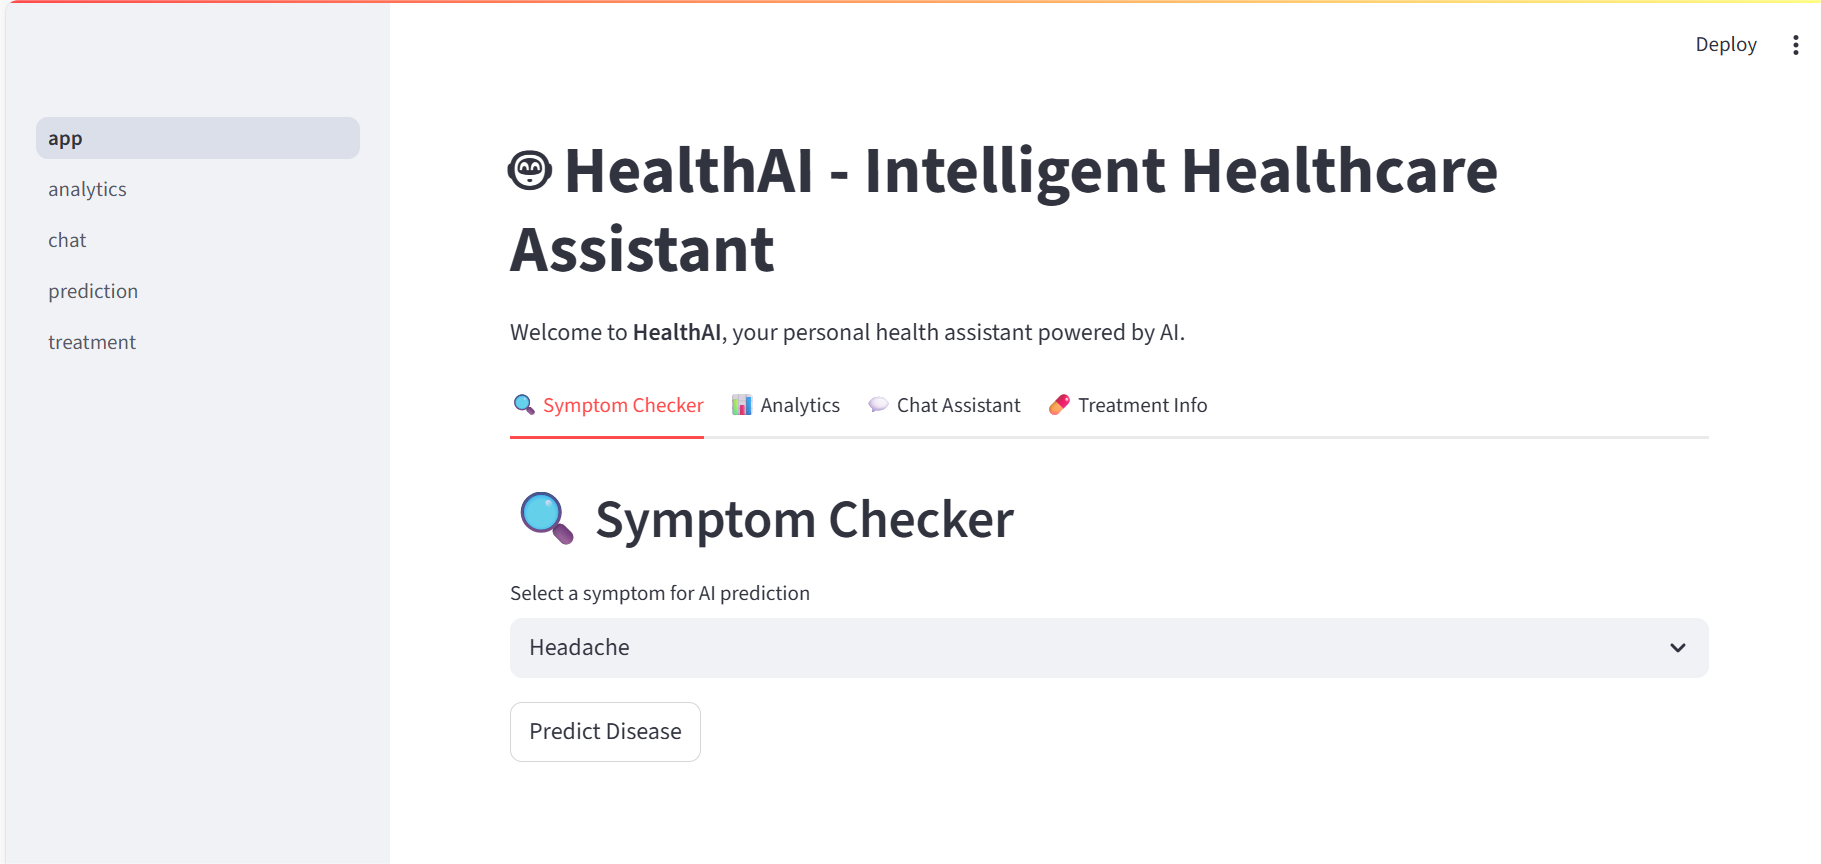 Deploy
app
analytics
chat
prediction
treatment
HealthAI - Intelligent Healthcare
Assistant
Welcome to HealthAI, your personal health assistant powered by AI.
Symptom Checker Analytics Chat Assistant Treatment Info
Symptom Checker
Select a symptom for AI prediction
Headache
Predict Disease